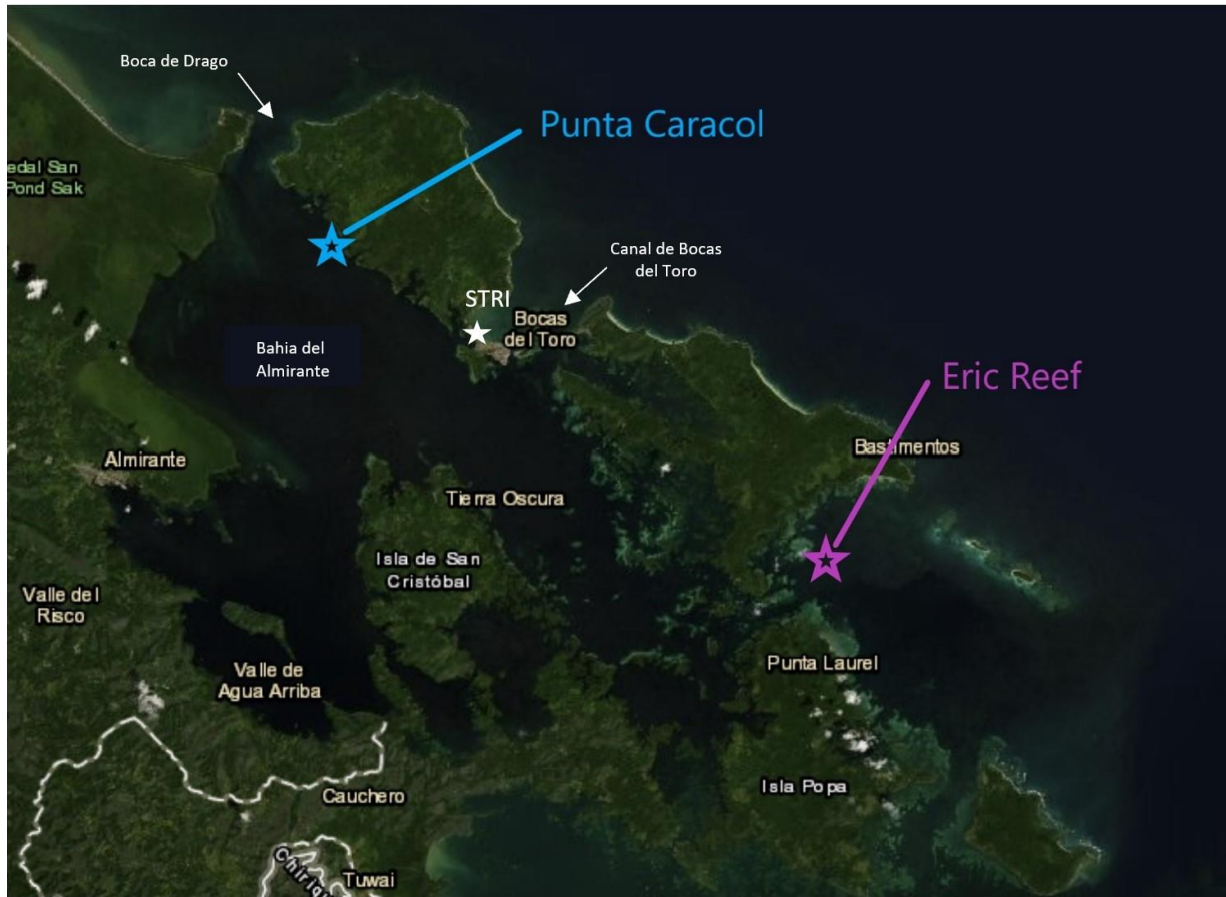 Boca de Drago
Punta Caracol
edal San
Pond Sak
Canal de Bocas
del Toro
STRI
Bocas
del Toro
Bahia del
Almirante
Eric Reef
Bastimentos
Almirante
Tierra Oscura
Isla de San
Cristóbal
Valle del
Risco
Punta Laurel
Valle de
Agua Arriba
Isla Popa
Cauchero
Chiriqu
Tuwai